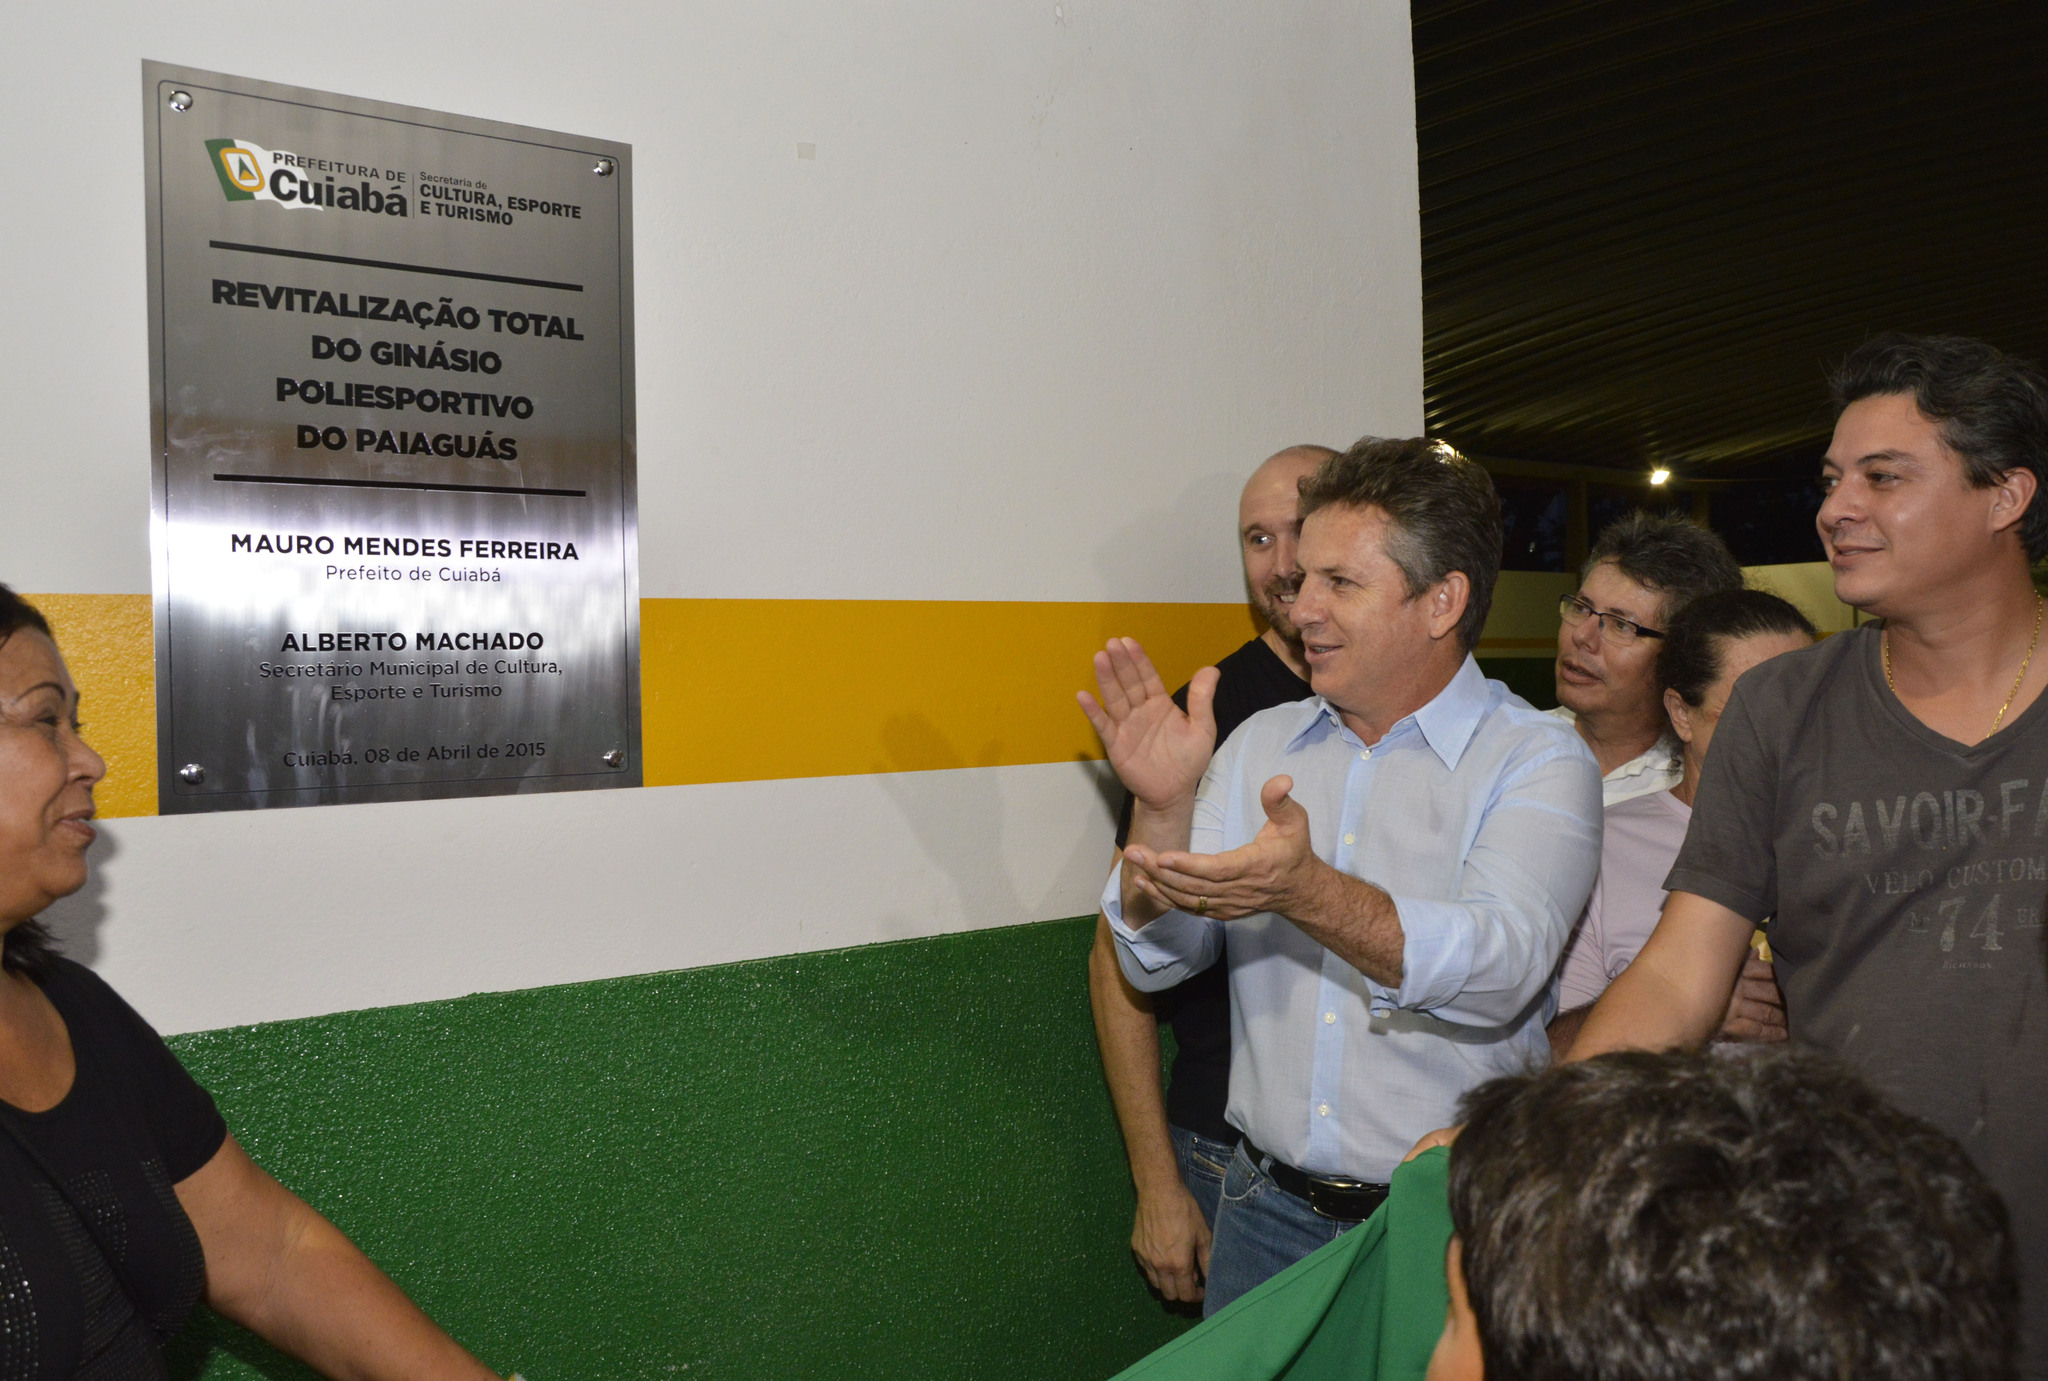 PREFEITURA DE
Cuiabá
Secretaria de
CULTURA, ESPORTE
E TURISMO
REVITALIZAÇÃO TOTAL
DO GINÁSIO
POLIESPORTIVO
DO PAIAGUÁS
MAURO MENDES FERREIRA
Prefeito de Cuiabá
ALBERTO MACHADO
Secretário Municipal de Cultura,
Esporte e Turismo
Cuiabá, 08 de Abril de 2015
SAVOIR-FA
VELO CUSTOM
74